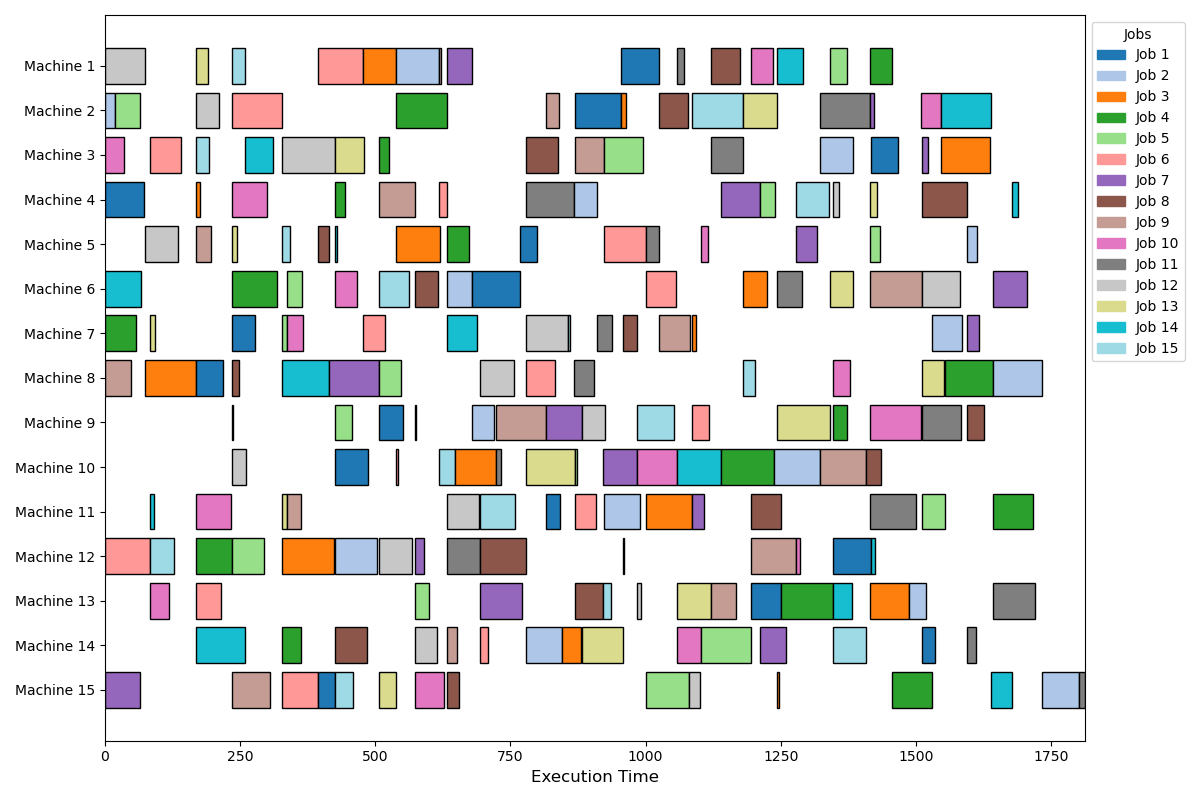 Machine 1
Machine 2
Machine 3
Machine 4
Machine 5
Machine 6
Machine 7
Machine 8
Machine 9
Machine 10
Machine 11
Machine 12
Machine 13
Machine 14
Machine 15
0 250 500 750 1000 1250 1500 1750
Execution Time
Jobs
Job 1
Job 2
Job 3
Job 4
Job 5
Job 6
Job 7
Job 8
Job 9
Job 10
Job 11
Job 12
Job 13
Job 14
Job 15